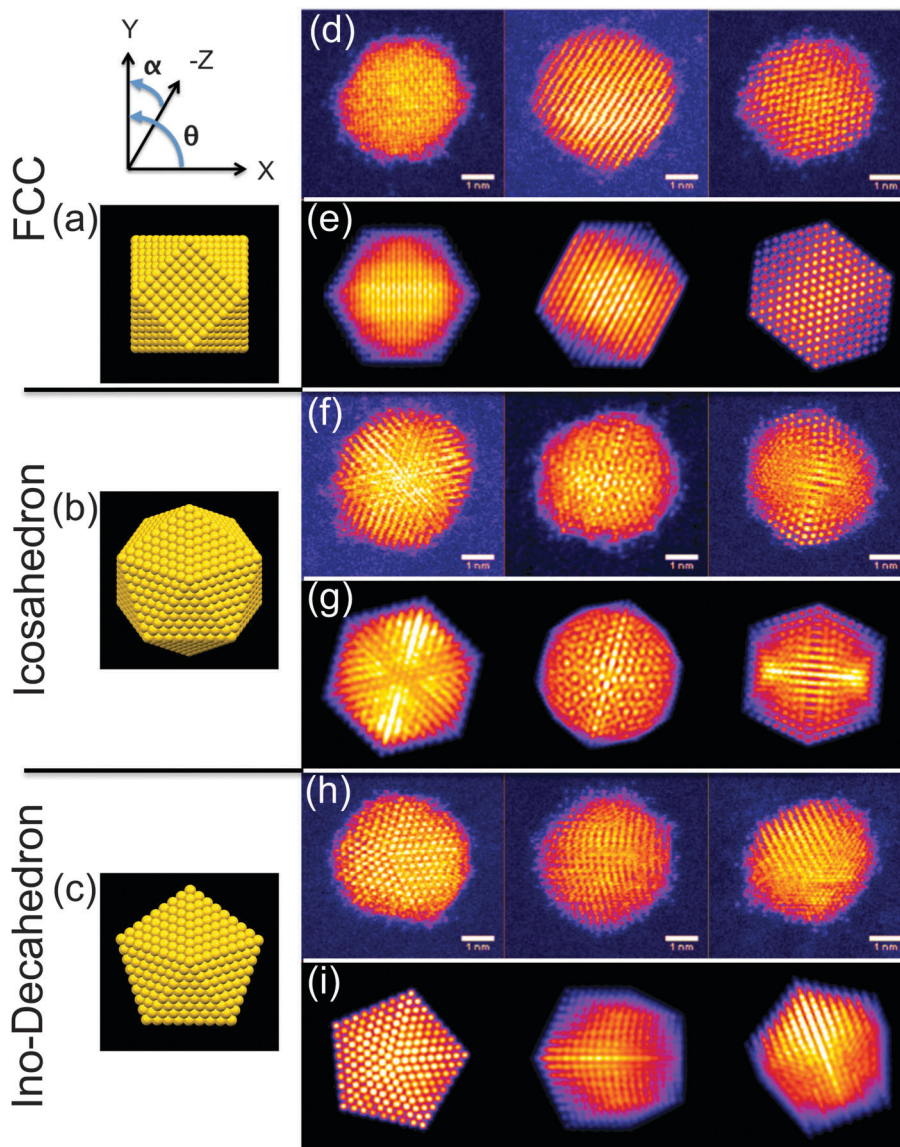 Y
α
-Z
θ
X
FCC
(a)
(d)
1 nm
1 nm
1 nm
(e)
Icosahedron
(b)
(f)
1 nm
1 nm
1 nm
(g)
Ino-Decahedron
(c)
(h)
1 nm
1 nm
1 nm
(i)